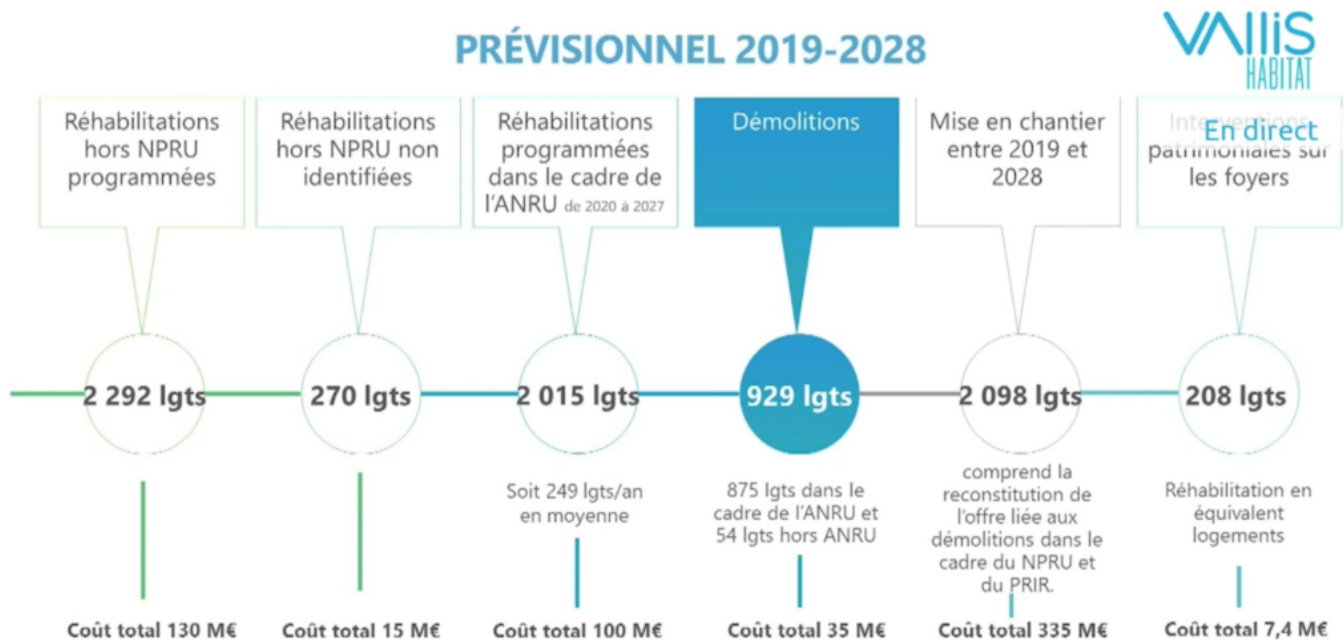 PRÉVISIONNEL 2019-2028
VALLiS
HABITAT
En direct
Réhabilitations
hors NPRU
programmées
Réhabilitations
hors NPRU non
identifiées
Réhabilitations
programmées
dans le cadre de
l'ANRU de 2020 à 2027
Démolitions
Mise en chantier
entre 2019 et
2028
Interventions
patrimoniales sur
les foyers
2 292 lgts
270 lgts
2 015 lgts
929 lgts
2 098 lgts
208 lgts
Soit 249 lgts/an
en moyenne
875 lgts dans le
cadre de l'ANRU et
54 lgts hors ANRU
comprend la
reconstitution de
l'offre liée aux
démolitions dans le
cadre du NPRU et
du PRIR.
Réhabilitation en
équivalent
logements
Coût total 130 M€
Coût total 15 M€
Coût total 100 M€
Coût total 35 M€
Coût total 335 M€
Coût total 7,4 M€